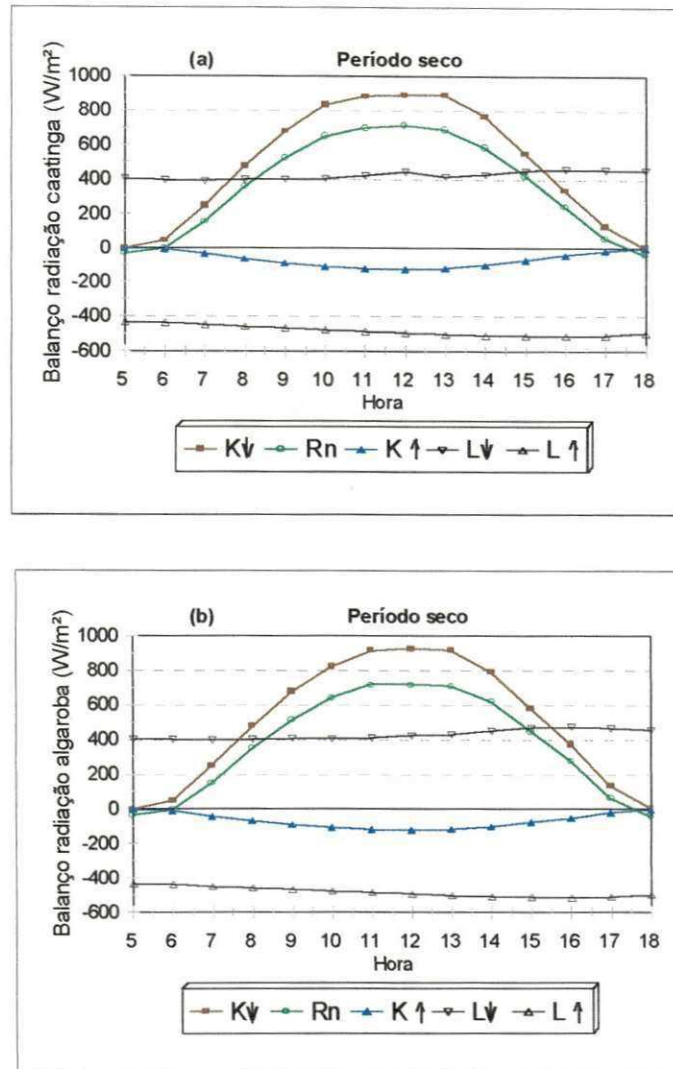 (a) Período seco
Balanço radiação caatinga (W/m²)
1000
800
600
400
200
0
-200
-400
-600
5 6 7 8 9 10 11 12 13 14 15 16 17 18
Hora
K↓ Rn K↑ L↓ L↑
(b) Período seco
Balanço radiação algaroba (W/m²)
1000
800
600
400
200
0
-200
-400
-600
5 6 7 8 9 10 11 12 13 14 15 16 17 18
Hora
K↓ Rn K↑ L↓ L↑